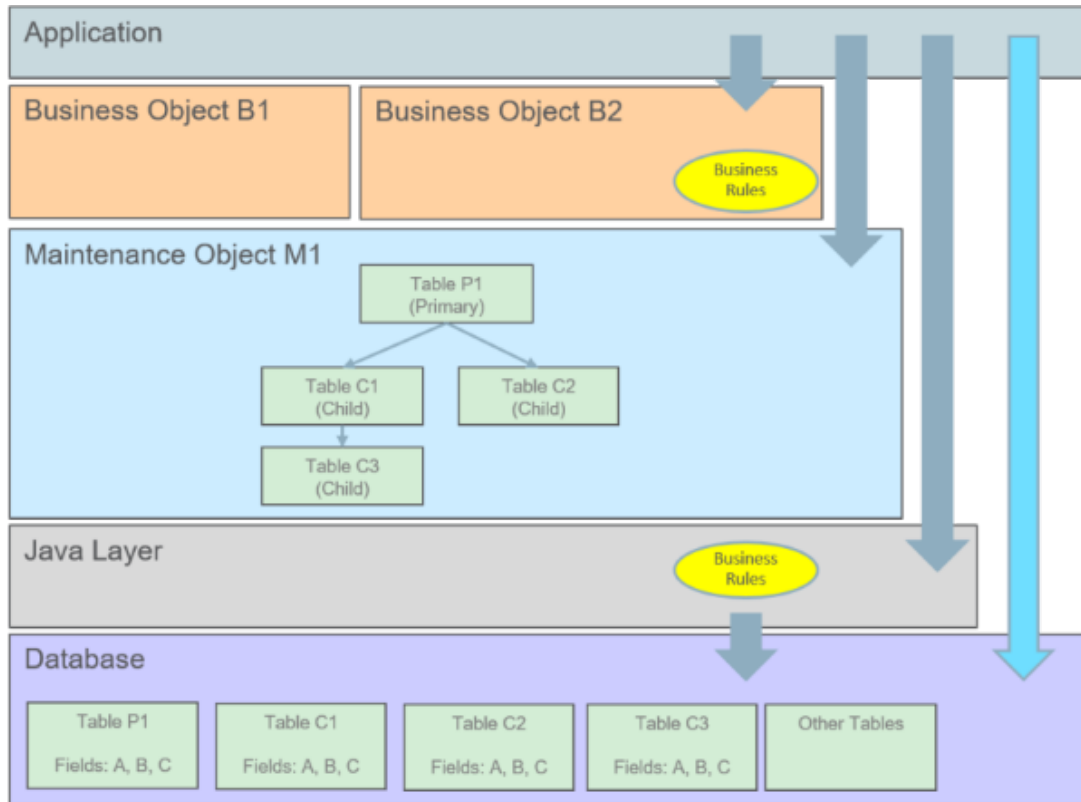 Application
Business Object B1
Business Object B2
Business
Rules
Maintenance Object M1
Table P1
(Primary)
Table C1
(Child)
Table C2
(Child)
Table C3
(Child)
Java Layer
Business
Rules
Database
Table P1
Fields: A, B, C
Table C1
Fields: A, B, C
Table C2
Fields: A, B, C
Table C3
Fields: A, B, C
Other Tables